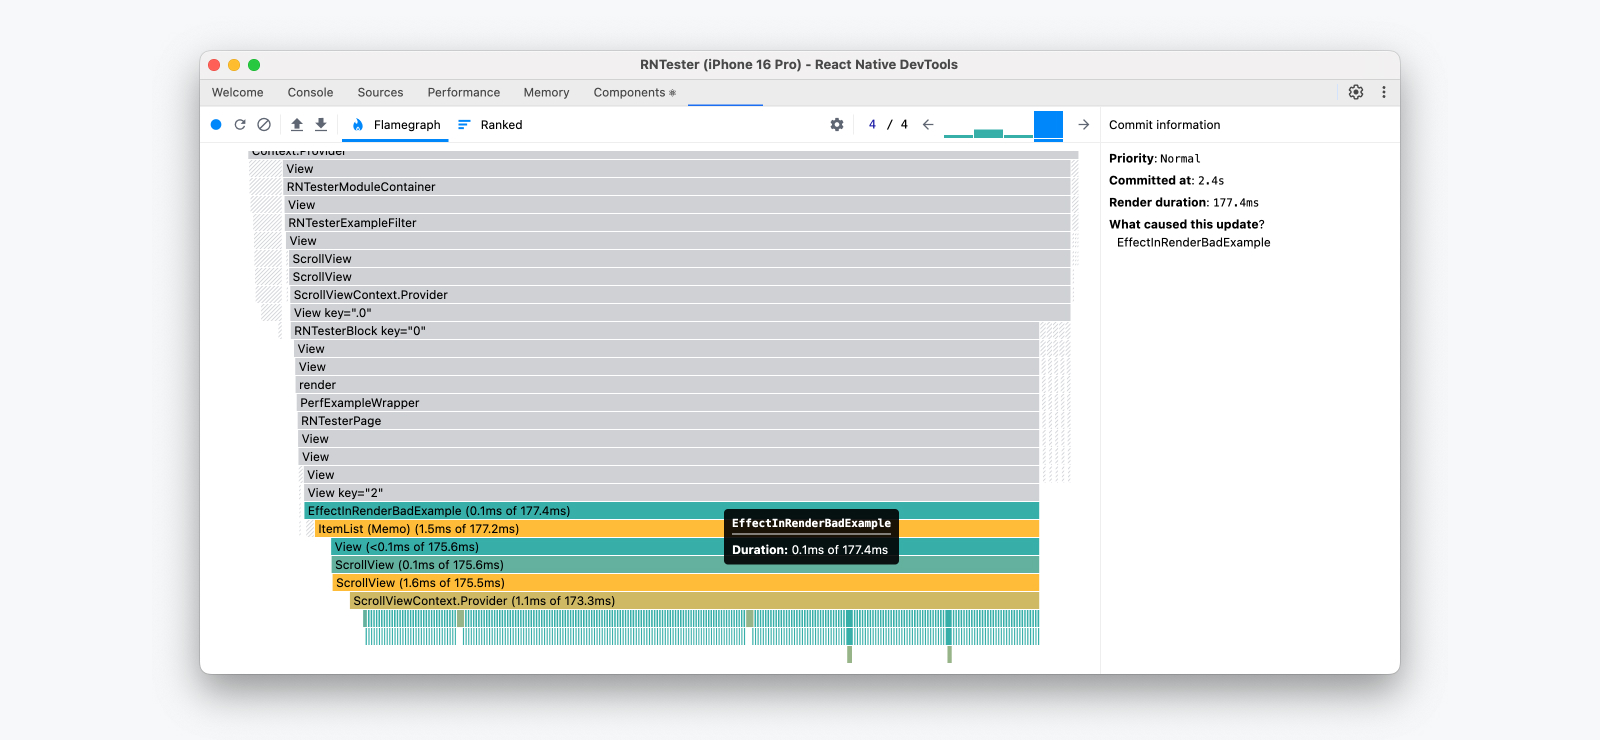 RNTester (iPhone 16 Pro) - React Native DevTools
Welcome Console Sources Performance Memory Components ⚛
Flamegraph Ranked 4 / 4 Commit information
Context.Provider
View
RNTesterModuleContainer
View
RNTesterExampleFilter
View
ScrollView
ScrollView
ScrollViewContext.Provider
View key=".0"
RNTesterBlock key="0"
View
View
render
PerfExampleWrapper
RNTesterPage
View
View
View
View key="2"
EffectInRenderBadExample (0.1ms of 177.4ms)
ItemList (Memo) (1.5ms of 177.2ms)
View (<0.1ms of 175.6ms)
ScrollView (0.1ms of 175.6ms)
ScrollView (1.6ms of 175.5ms)
ScrollViewContext.Provider (1.1ms of 173.3ms)
EffectInRenderBadExample
Duration: 0.1ms of 177.4ms
Priority: Normal
Committed at: 2.4s
Render duration: 177.4ms
What caused this update?
EffectInRenderBadExample